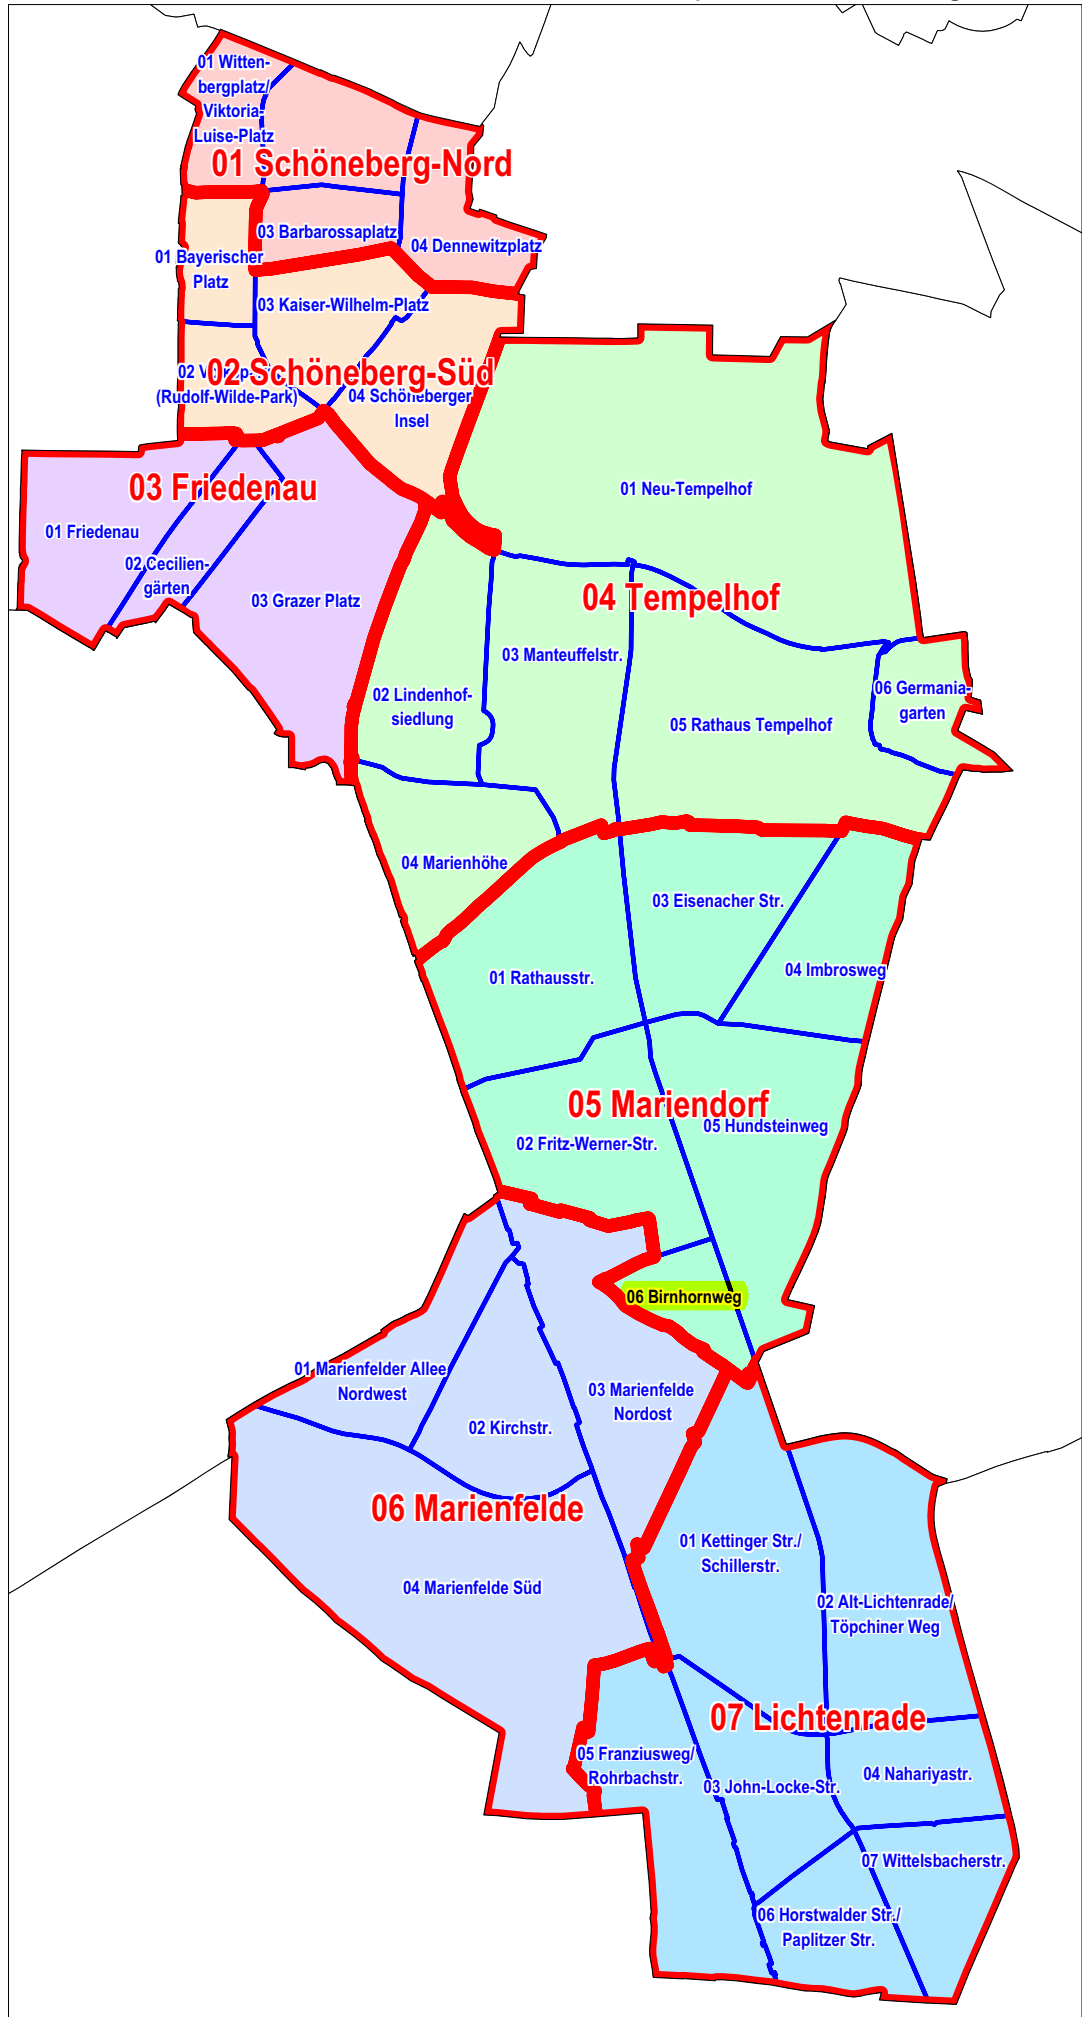 01 Witten-
bergplatz/
Viktoria-
Luise-Platz
01 Schöneberg-Nord
03 Barbarossaplatz
04 Dennewitzplatz
01 Bayerischer
Platz
03 Kaiser-Wilhelm-Platz
02 Schöneberg-Süd
02
(Rudolf-Wilde-Park)
04 Schöneberger
Insel
03 Friedenau
01 Neu-Tempelhof
01 Friedenau
02 Cecilien-
gärten
03 Grazer Platz
04 Tempelhof
03 Manteuffelstr.
02 Lindenhof-
siedlung
06 Germania-
garten
05 Rathaus Tempelhof
04 Marienhöhe
03 Eisenacher Str.
01 Rathausstr.
04 Imbrosweg
05 Mariendorf
05 Hundsteinweg
02 Fritz-Werner-Str.
06 Birnhornweg
01 Marienfelder Allee
Nordwest
03 Marienfelde
Nordost
02 Kirchstr.
06 Marienfelde
01 Kettinger Str./
Schillerstr.
04 Marienfelde Süd
02 Alt-Lichtenrade/
Töpchiner Weg
07 Lichtenrade
05 Franziusweg/
Rohrbachstr.
03 John-Locke-Str.
04 Nahariyastr.
07 Wittelsbacherstr.
06 Horstwalder Str./
Paplitzer Str.